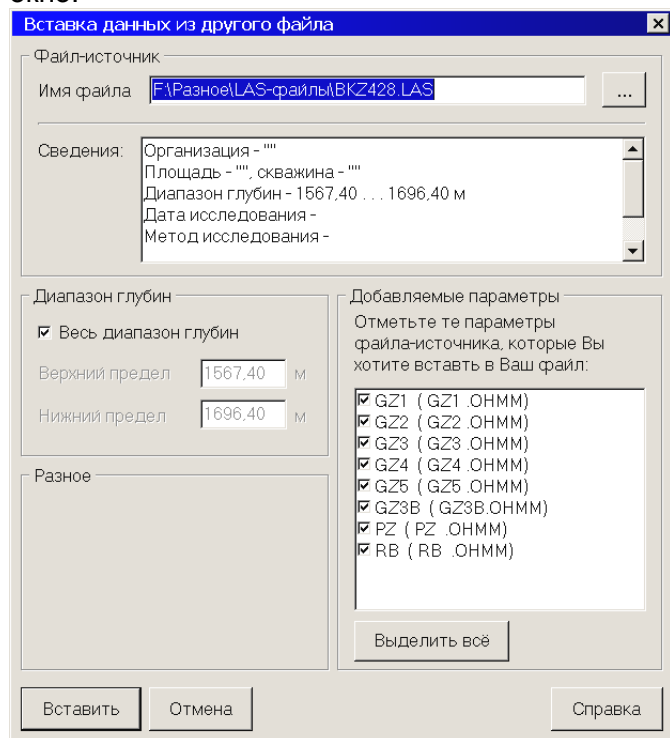 окно:
Вставка данных из другого файла
Файл-источник
Имя файла F:\Разное\LAS-файлы\BKZ428.LAS ...
Сведения:
Организация - ""
Площадь - "", скважина - ""
Диапазон глубин - 1567,40 . . . 1696,40 м
Дата исследования -
Метод исследования -
Диапазон глубин
Весь диапазон глубин
Верхний предел 1567,40 м
Нижний предел 1696,40 м
Разное
Добавляемые параметры
Отметьте те параметры
файла-источника, которые Вы
хотите вставть в Ваш файл:
GZ1 ( GZ1 .OHMM)
GZ2 ( GZ2 .OHMM)
GZ3 ( GZ3 .OHMM)
GZ4 ( GZ4 .OHMM)
GZ5 ( GZ5 .OHMM)
GZ3B ( GZ3B.OHMM)
PZ ( PZ .OHMM)
RB ( RB .OHMM)
Выделить всё
Вставить Отмена Справка